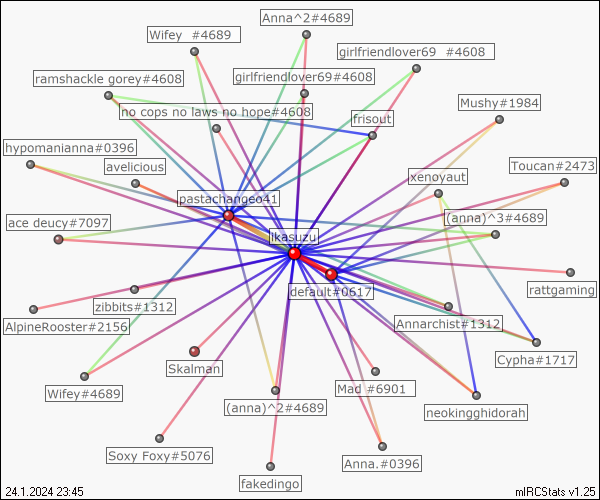 Anna^2#4689
Wifey  #4689
girlfriendlover69  #4608
ramshackle gorey#4608
girlfriendlover69#4608
Mushy#1984
no cops no laws no hope#4608
frisout
hypomanianna#0396
avelicious
xenoyaut
Toucan#2473
pastachangeo41
ace deucy#7097
(anna)^3#4689
ikasuzu
default#0617
rattgaming
zibbits#1312
AlpineRooster#2156
Annarchist#1312
Cypha#1717
Skalman
Wifey#4689
(anna)^2#4689
Mad #6901
neokingghidorah
Soxy Foxy#5076
Anna.#0396
fakedingo
24.1.2024 23:45
mIRCStats v1.25